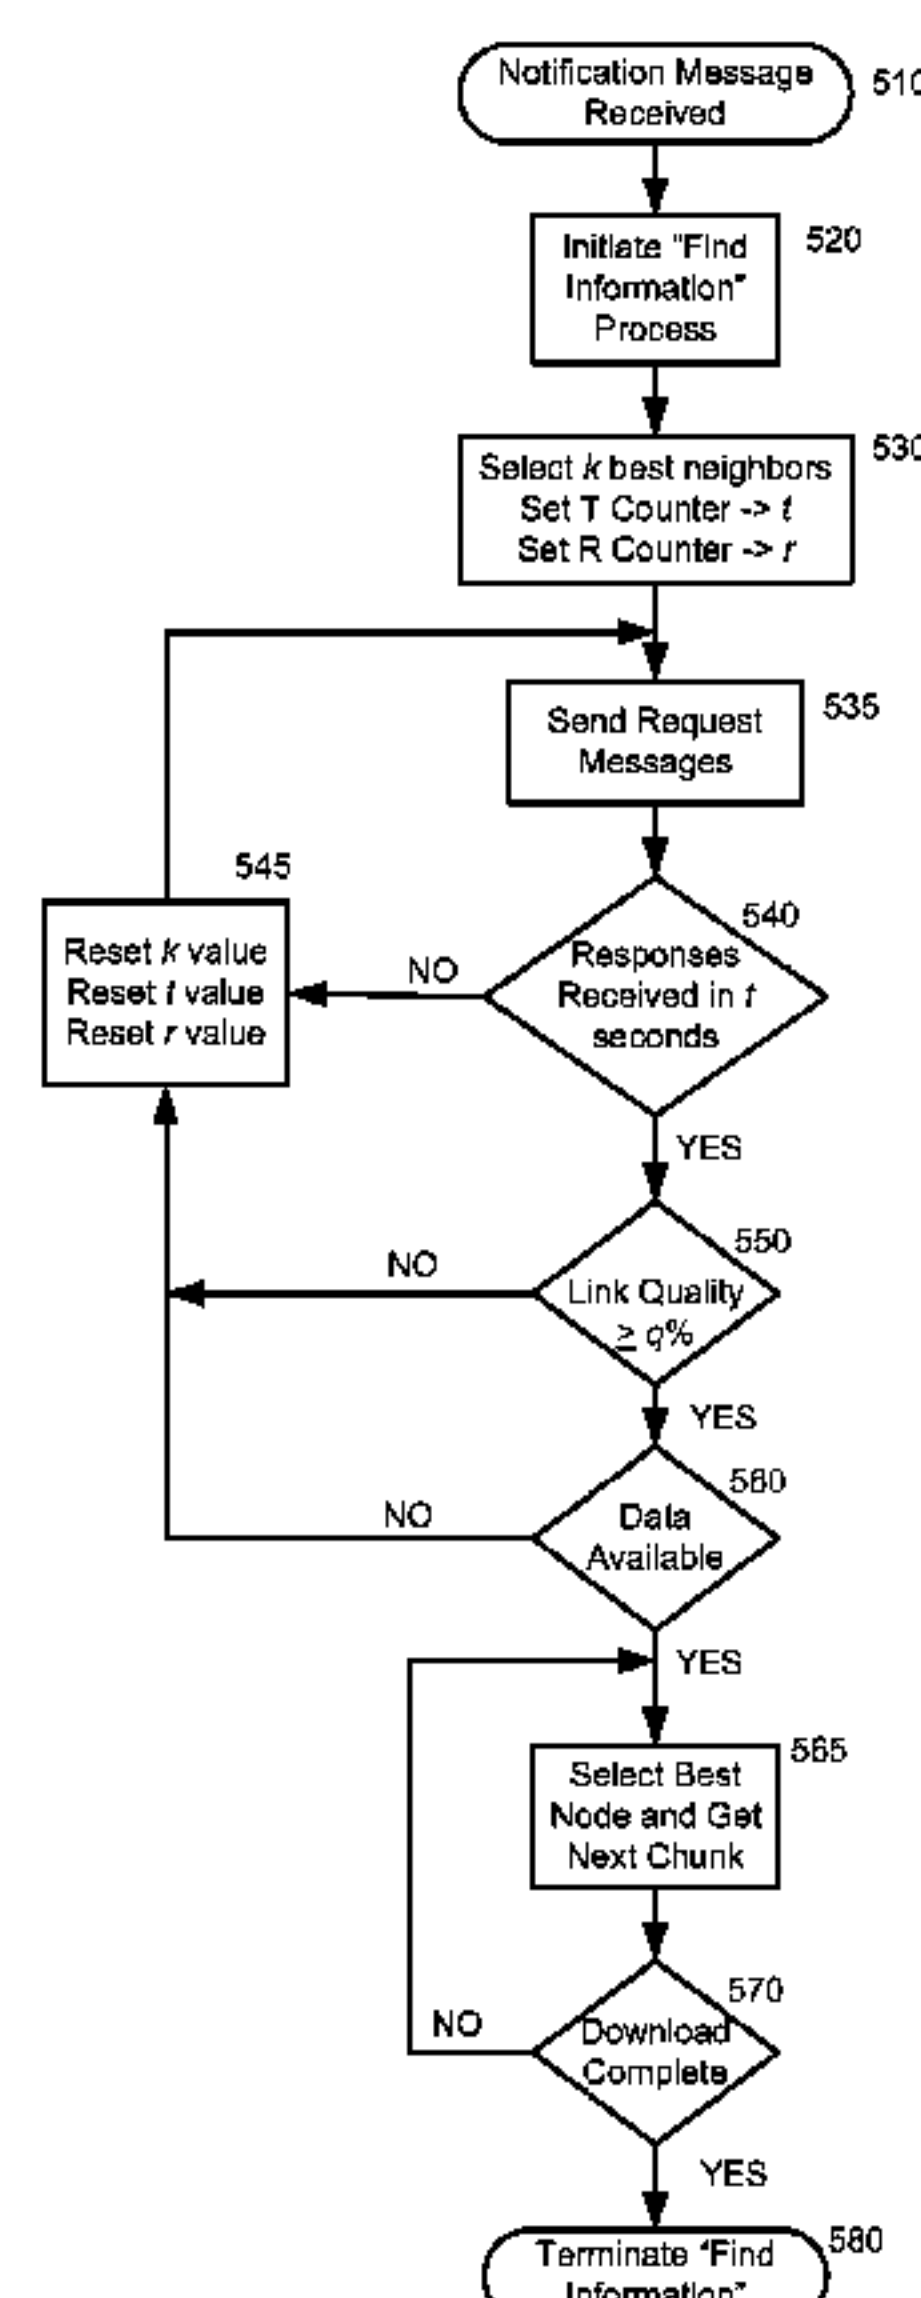 Notification Message
Received
510
Initiate "Find
Information"
Process
520
Select k best neighbors
Set T Counter -> t
Set R Counter -> r
530
Send Request
Messages
535
545
Reset k value
Reset t value
Reset r value
540
Responses
Received in t
seconds
NO
YES
550
Link Quality
≥ q%
NO
YES
560
Data
Available
NO
YES
565
Select Best
Node and Get
Next Chunk
570
Download
Complete
NO
YES
580
Terminate "Find
Information"